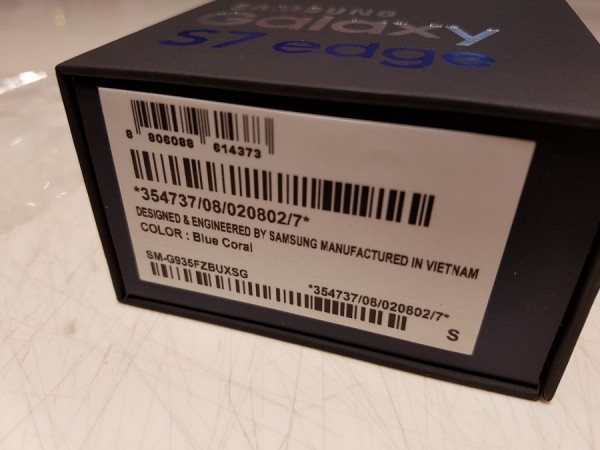 SAMSUNG
Galaxy
S7 edge
8 806088 614373
*354737/08/020802/7*
DESIGNED & ENGINEERED BY SAMSUNG MANUFACTURED IN VIETNAM
COLOR : Blue Coral
SM-G935FZBUXSG
*354737/08/020802/7*
S